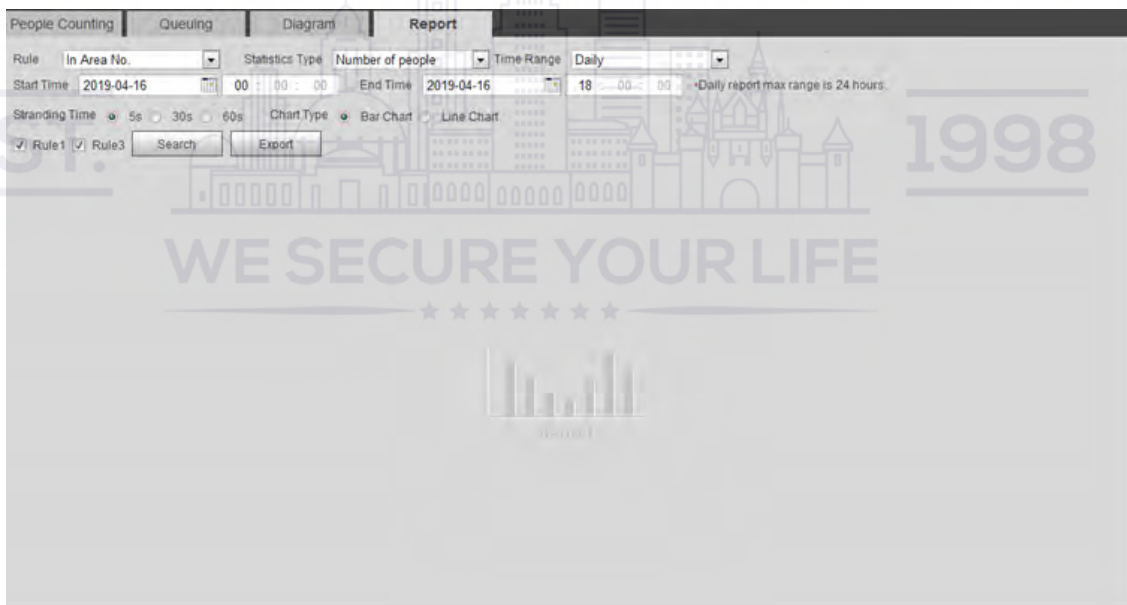 People Counting Queuing Diagram Report
Rule In Area No. Statistics Type Number of people Time Range Daily
Start Time 2019-04-16 00 : 00 : 00 End Time 2019-04-16 18 : 00 : 00 *Daily report max range is 24 hours.
Stranding Time 5s 30s 60s Chart Type Bar Chart Line Chart
Rule1 Rule3 Search Export
ST. 1998
WE SECURE YOUR LIFE